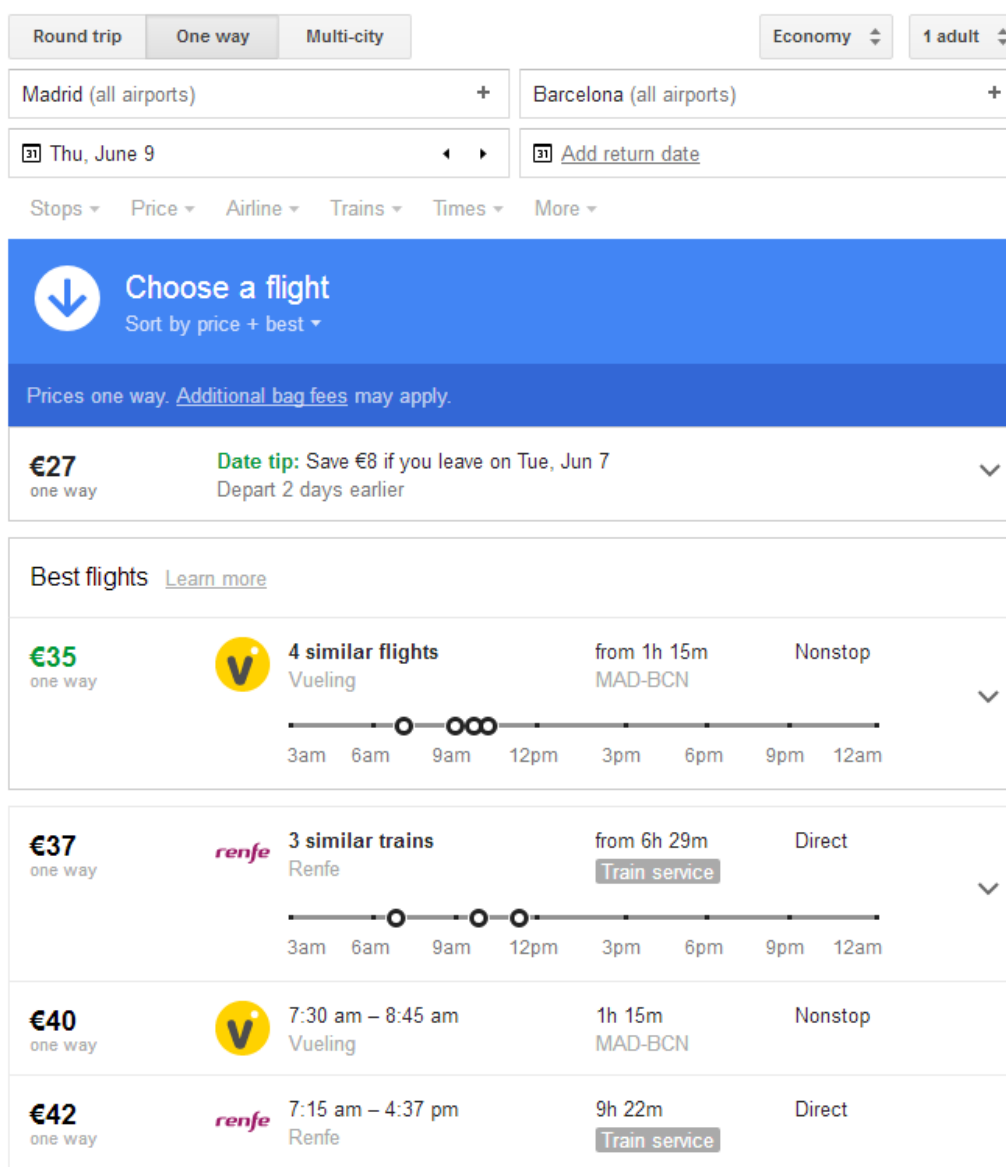 Round trip One way Multi-city Economy 1 adult
Madrid (all airports) + Barcelona (all airports) +
31 Thu, June 9 31 Add return date
Stops Price Airline Trains Times More
Choose a flight
Sort by price + best
Prices one way. Additional bag fees may apply.
€27 Date tip: Save €8 if you leave on Tue, Jun 7
one way Depart 2 days earlier
Best flights Learn more
€35 V 4 similar flights from 1h 15m Nonstop
one way Vueling MAD-BCN
3am 6am 9am 12pm 3pm 6pm 9pm 12am
€37 renfe 3 similar trains from 6h 29m Direct
one way Renfe Train service
3am 6am 9am 12pm 3pm 6pm 9pm 12am
€40 V 7:30 am – 8:45 am 1h 15m Nonstop
one way Vueling MAD-BCN
€42 renfe 7:15 am – 4:37 pm 9h 22m Direct
one way Renfe Train service